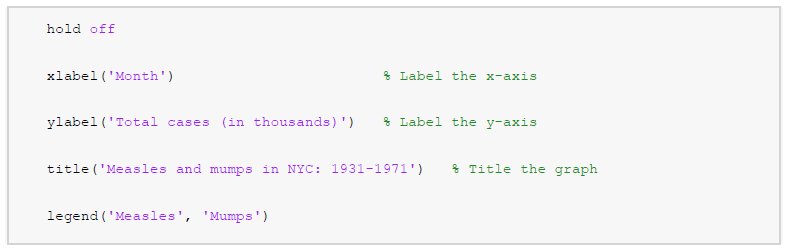 hold off
xlabel('Month') % Label the x-axis
ylabel('Total cases (in thousands)') % Label the y-axis
title('Measles and mumps in NYC: 1931-1971') % Title the graph
legend('Measles', 'Mumps')